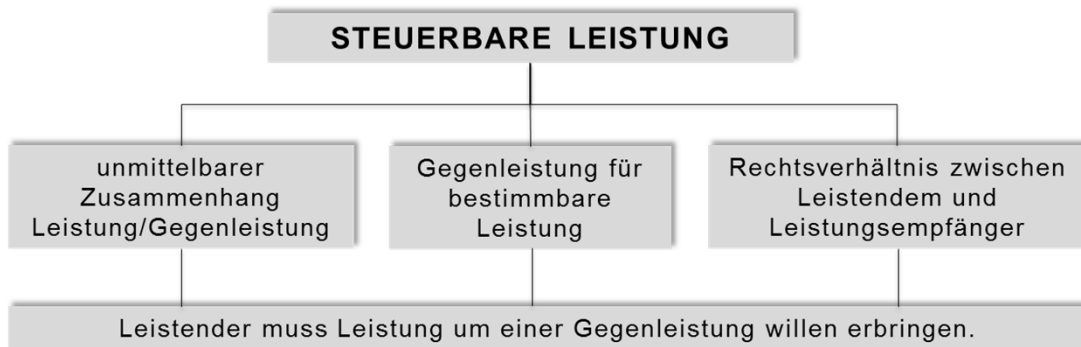 STEUERBARE LEISTUNG
unmittelbarer
Zusammenhang
Leistung/Gegenleistung
Gegenleistung für
bestimmbare
Leistung
Rechtsverhältnis zwischen
Leistendem und
Leistungsempfänger
Leistender muss Leistung um einer Gegenleistung willen erbringen.